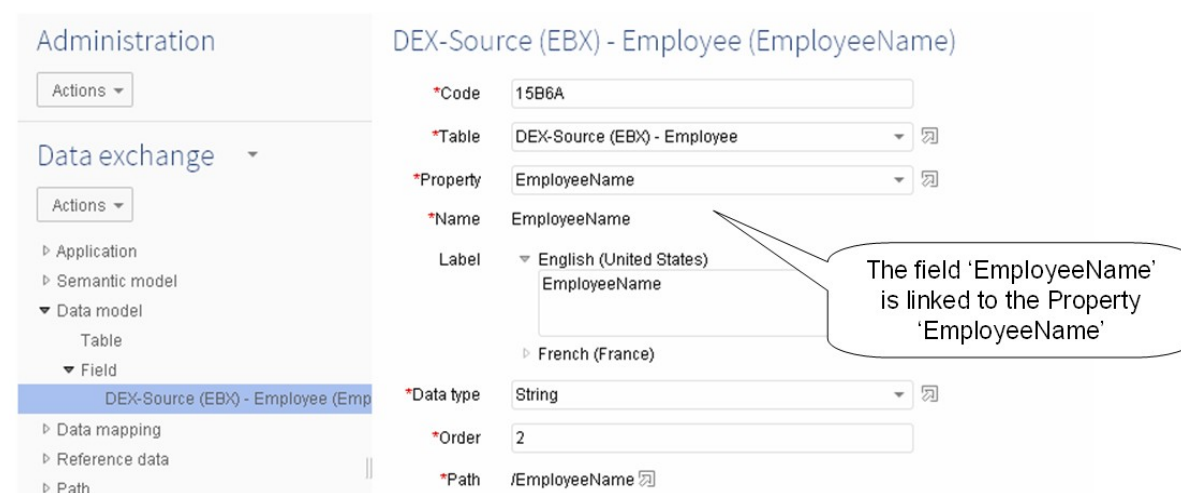 Administration
Actions
Data exchange
Actions
Application
Semantic model
Data model
Table
Field
DEX-Source (EBX) - Employee (Emp
Data mapping
Reference data
Path
DEX-Source (EBX) - Employee (EmployeeName)
*Code 15B6A
*Table DEX-Source (EBX) - Employee
*Property EmployeeName
*Name EmployeeName
Label English (United States)
EmployeeName
French (France)
*Data type String
*Order 2
*Path /EmployeeName
The field ‘EmployeeName’
is linked to the Property
‘EmployeeName’